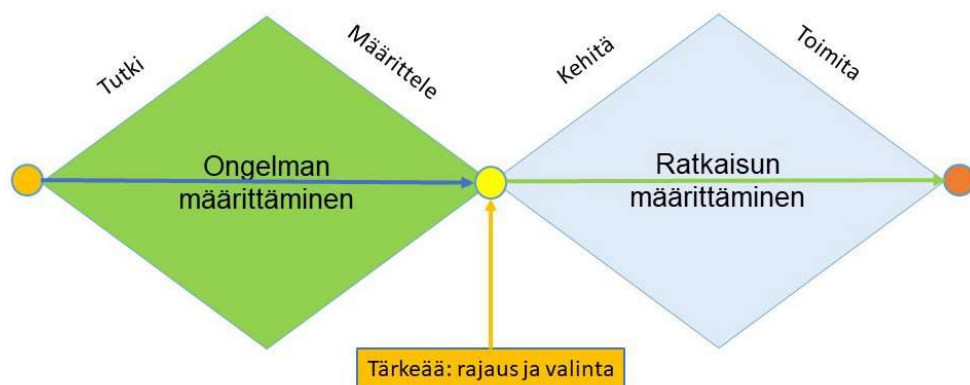 Tutki
Määrittele
Kehitä
Toimita
Ongelman
määrittäminen
Ratkaisun
määrittäminen
Tärkeää: rajaus ja valinta